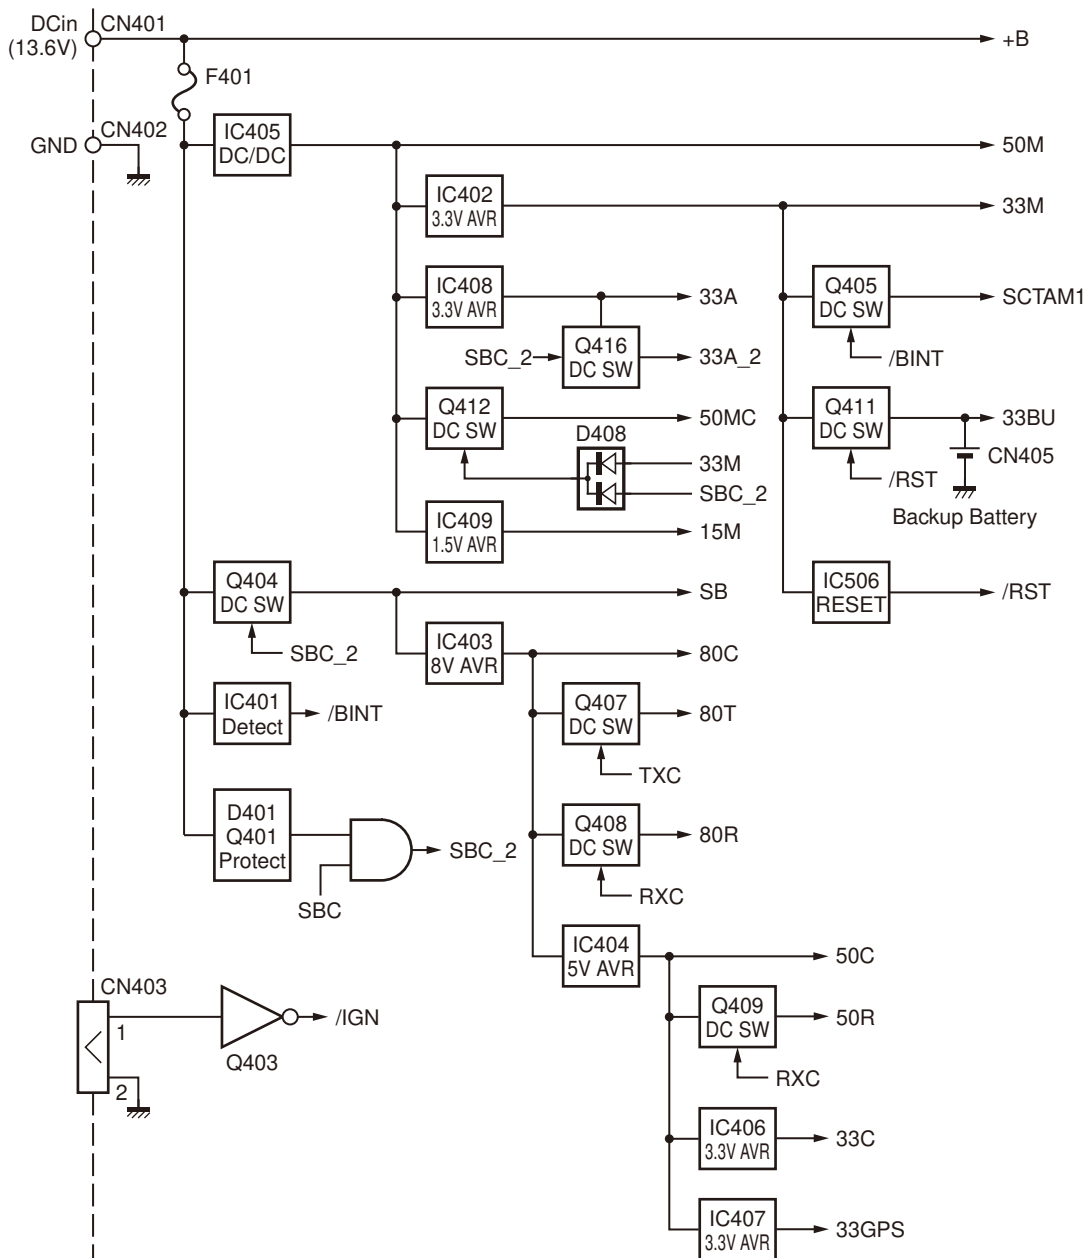 DCin
(13.6V)
CN401
+B
F401
GND
CN402
IC405
DC/DC
50M
IC402
3.3V AVR
33M
IC408
3.3V AVR
33A
Q405
DC SW
SCTAM1
/BINT
SBC_2
Q416
DC SW
33A_2
Q412
DC SW
50MC
D408
33M
SBC_2
Q411
DC SW
33BU
CN405
/RST
Backup Battery
IC409
1.5V AVR
15M
Q404
DC SW
SB
SBC_2
IC506
RESET
/RST
IC403
8V AVR
80C
IC401
Detect
/BINT
Q407
DC SW
80T
TXC
D401
Q401
Protect
SBC
SBC_2
Q408
DC SW
80R
RXC
IC404
5V AVR
50C
CN403
1
2
Q403
/IGN
Q409
DC SW
50R
RXC
IC406
3.3V AVR
33C
IC407
3.3V AVR
33GPS